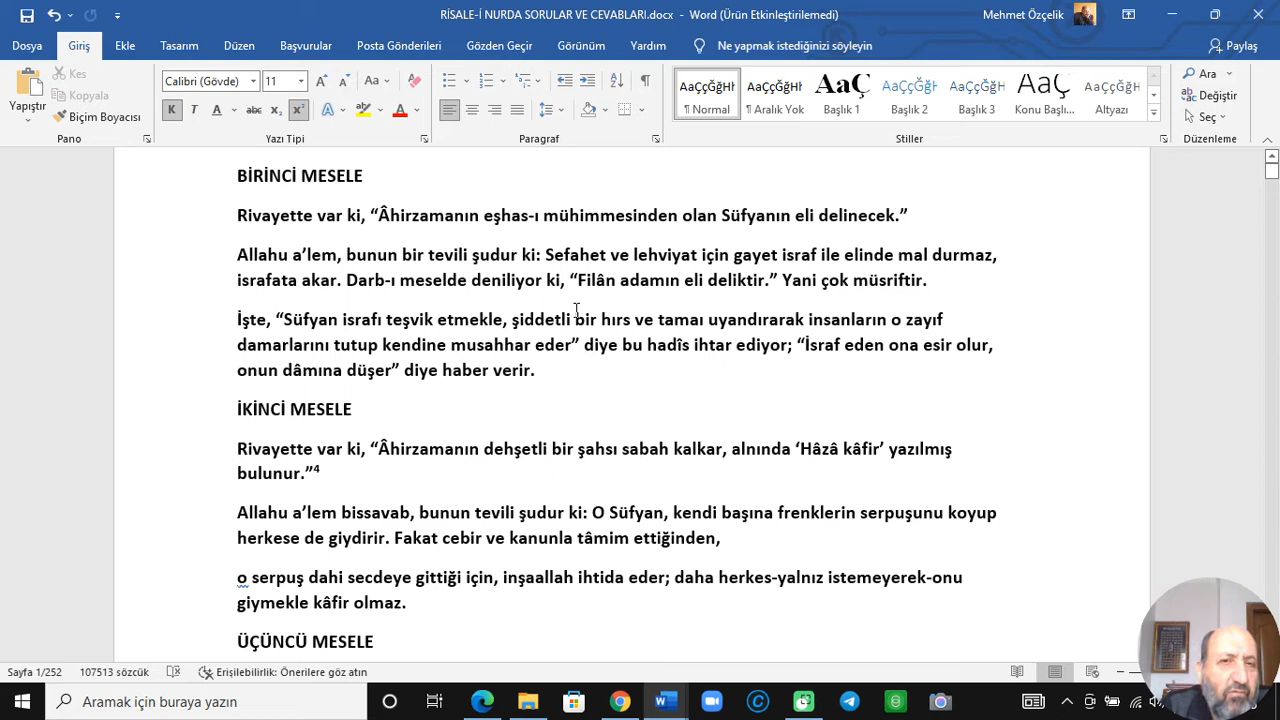 RİSALE-İ NURDA SORULAR VE CEVABLARI.docx - Word (Ürün Etkinleştirilemedi)
Mehmet Özçelik
Dosya Giriş Ekle Tasarım Düzen Başvurular Posta Gönderileri Gözden Geçir Görünüm Yardım Ne yapmak istediğinizi söyleyin Paylaş
Yapıştır
Kes
Kopyala
Biçim Boyacısı
Calibri (Gövde) 11
AaÇçĞğHł AaÇçĞğHł AaÇ AaÇçĞğH AaÇçĞğH AaÇçĞ AaÇçĞğH
¶ Normal ¶ Aralık Yok Başlık 1 Başlık 2 Başlık 3 Konu Başlı... Altyazı
Ara
Değiştir
Seç
Pano Yazı Tipi Paragraf Stiller Düzenleme
BİRİNCİ MESELE
Rivayette var ki, “Âhirzamanın eşhas-ı mühimmesinden olan Süfyanın eli delinecek.”
Allahu a’lem, bunun bir tevili şudur ki: Sefahet ve lehviyat için gayet israf ile elinde mal durmaz,
israfata akar. Darb-ı meselde deniliyor ki, “Filân adamın eli deliktir.” Yani çok müsriftir.
İşte, “Süfyan israfı teşvik etmekle, şiddetli bir hırs ve tamaı uyandırarak insanların o zayıf
damarlarını tutup kendine musahhar eder” diye bu hadîs ihtar ediyor; “İsraf eden ona esir olur,
onun dâmına düşer” diye haber verir.
İKİNCİ MESELE
Rivayette var ki, “Âhirzamanın dehşetli bir şahsı sabah kalkar, alnında ‘Hâzâ kâfir’ yazılmış
bulunur.”⁴
Allahu a’lem bissavab, bunun tevili şudur ki: O Süfyan, kendi başına frenklerin serpuşunu koyup
herkese de giydirir. Fakat cebir ve kanunla tâmim ettiğinden,
o serpuş dahi secdeye gittiği için, inşaallah ihtida eder; daha herkes-yalnız istemeyerek-onu
giymekle kâfir olmaz.
ÜÇÜNCÜ MESELE
Sayfa 1/252 107513 sözcük Erişilebilirlik: Önerilere göz atın
Aramak için buraya yazın